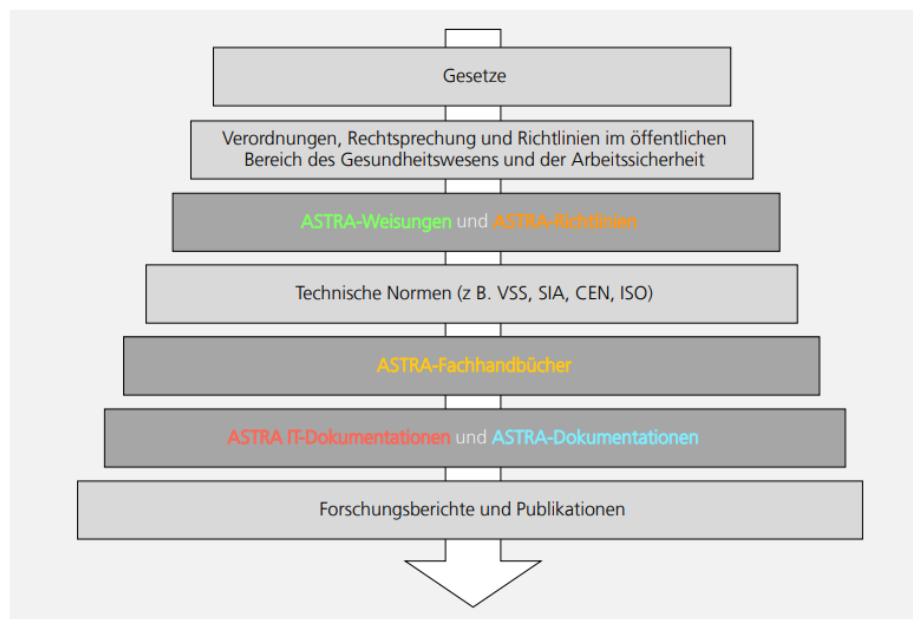 Gesetze
Verordnungen, Rechtsprechung und Richtlinien im öffentlichen
Bereich des Gesundheitswesens und der Arbeitssicherheit
ASTRA-Weisungen und ASTRA-Richtlinien
Technische Normen (z B. VSS, SIA, CEN, ISO)
ASTRA-Fachhandbücher
ASTRA IT-Dokumentationen und ASTRA-Dokumentationen
Forschungsberichte und Publikationen